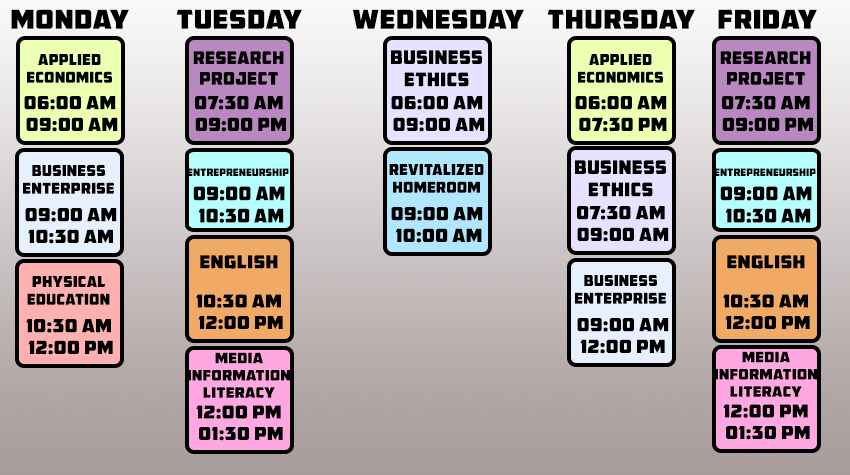 MONDAY
APPLIED
ECONOMICS
06:00 AM
09:00 AM
BUSINESS
ENTERPRISE
09:00 AM
10:30 AM
PHYSICAL
EDUCATION
10:30 AM
12:00 PM
TUESDAY
RESEARCH
PROJECT
07:30 AM
09:00 PM
ENTREPRENEURSHIP
09:00 AM
10:30 AM
ENGLISH
10:30 AM
12:00 PM
MEDIA
INFORMATION
LITERACY
12:00 PM
01:30 PM
WEDNESDAY
BUSINESS
ETHICS
06:00 AM
09:00 AM
REVITALIZED
HOMEROOM
09:00 AM
10:00 AM
THURSDAY
APPLIED
ECONOMICS
06:00 AM
07:30 PM
BUSINESS
ETHICS
07:30 AM
09:00 AM
BUSINESS
ENTERPRISE
09:00 AM
12:00 PM
FRIDAY
RESEARCH
PROJECT
07:30 AM
09:00 PM
ENTREPRENEURSHIP
09:00 AM
10:30 AM
ENGLISH
10:30 AM
12:00 PM
MEDIA
INFORMATION
LITERACY
12:00 PM
01:30 PM